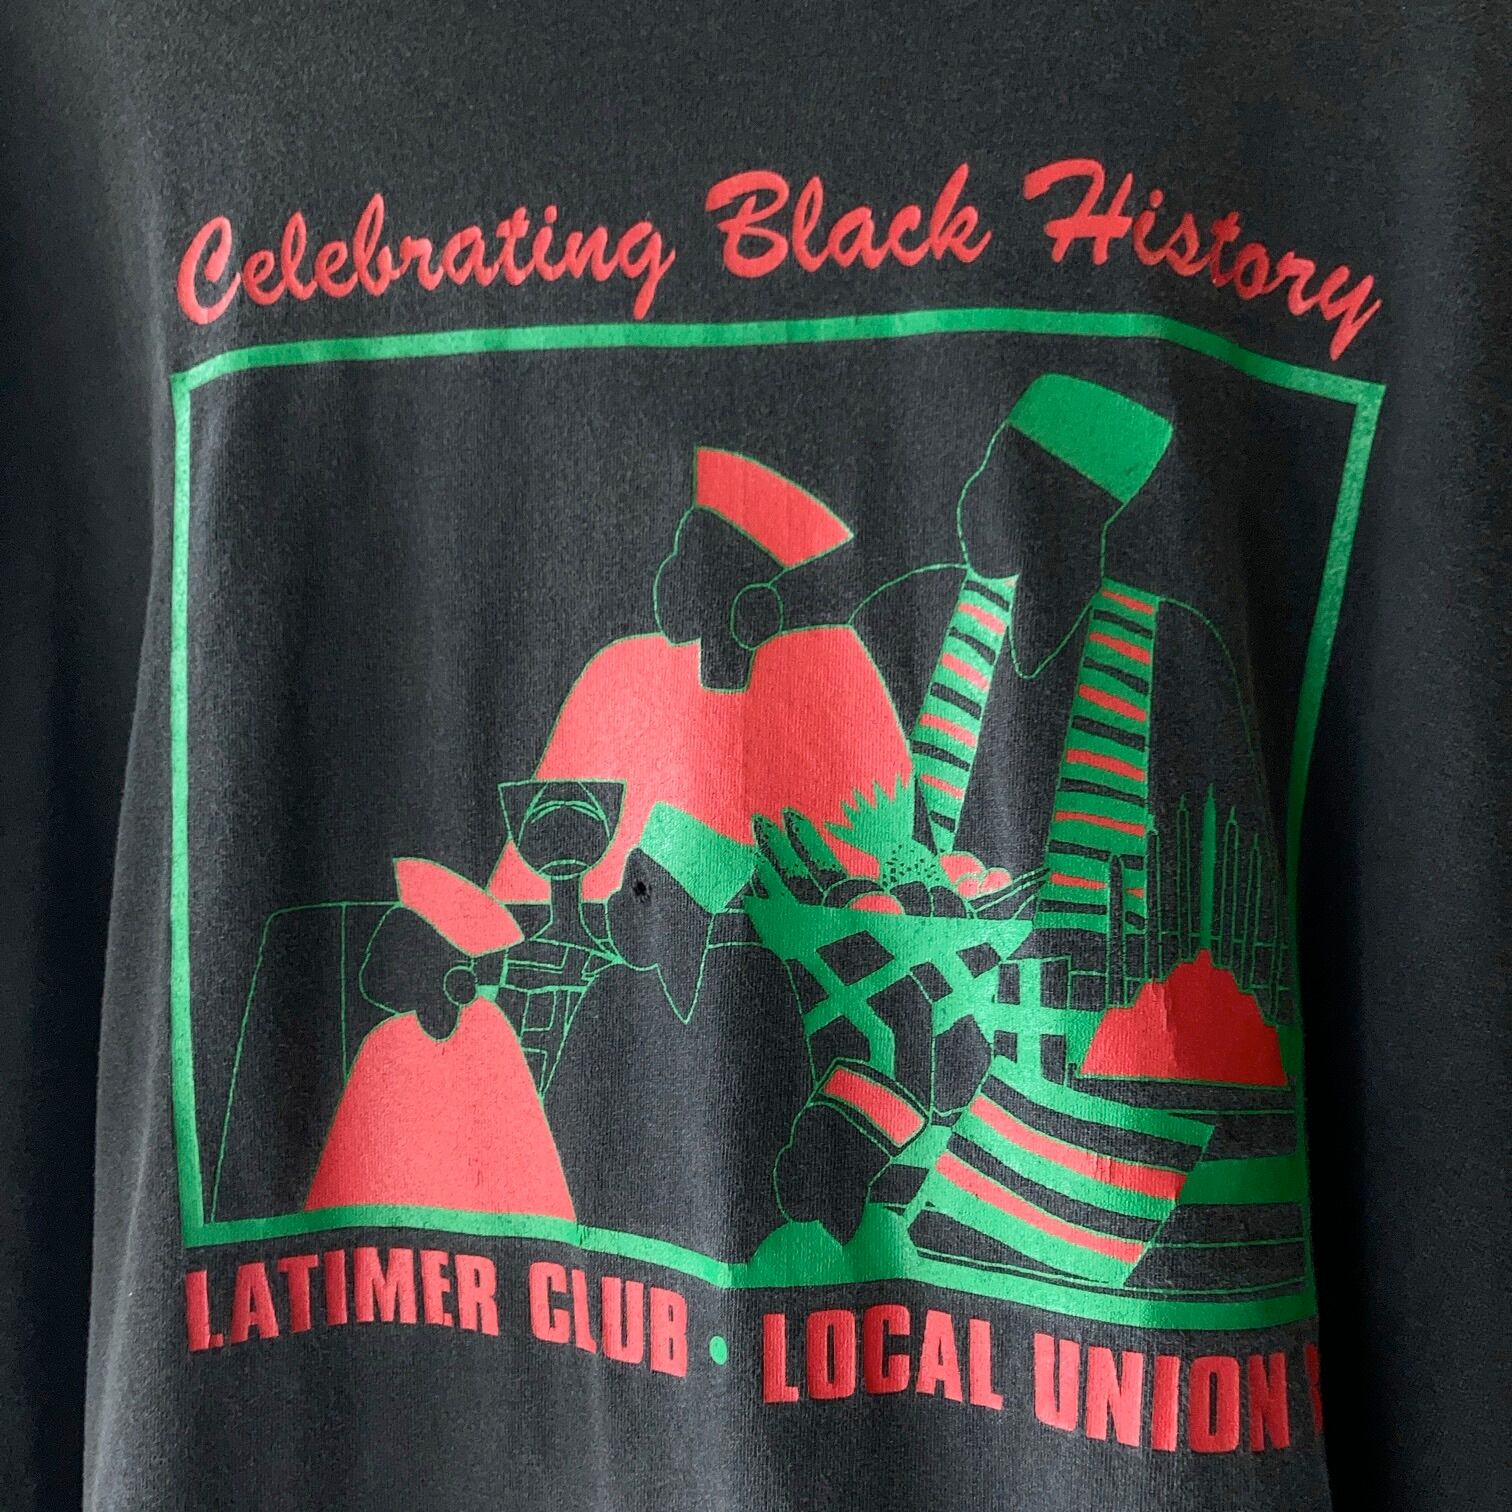 Celebrating Black History
LATIMER CLUB • LOCAL UNION